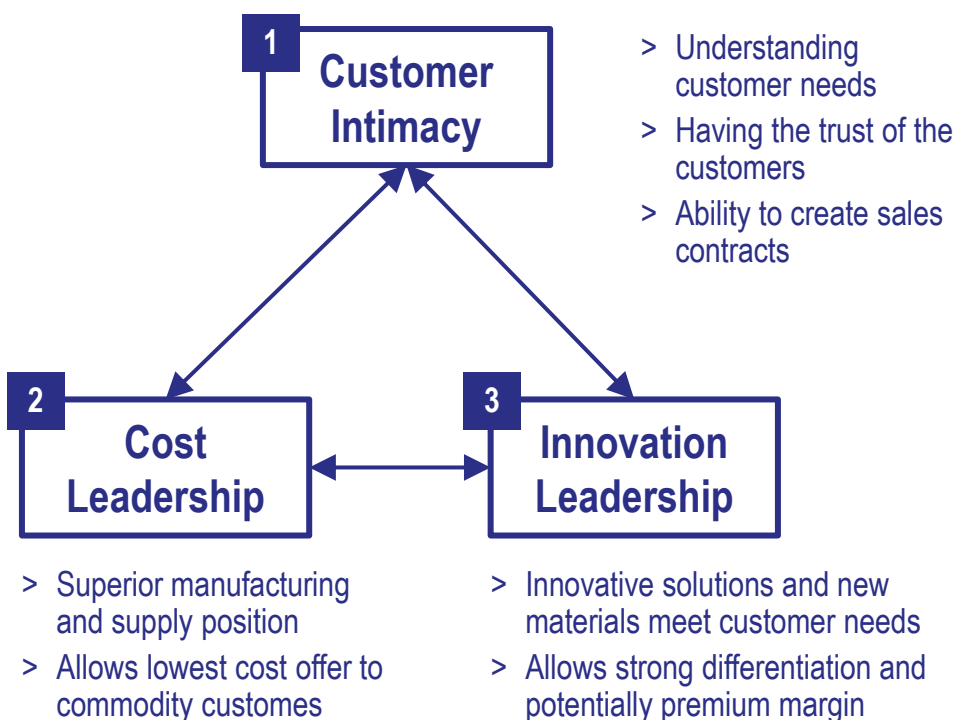 1
Customer
Intimacy
> Understanding
customer needs
> Having the trust of the
customers
> Ability to create sales
contracts
2
Cost
Leadership
3
Innovation
Leadership
> Superior manufacturing
and supply position
> Allows lowest cost offer to
commodity customes
> Innovative solutions and new
materials meet customer needs
> Allows strong differentiation and
potentially premium margin